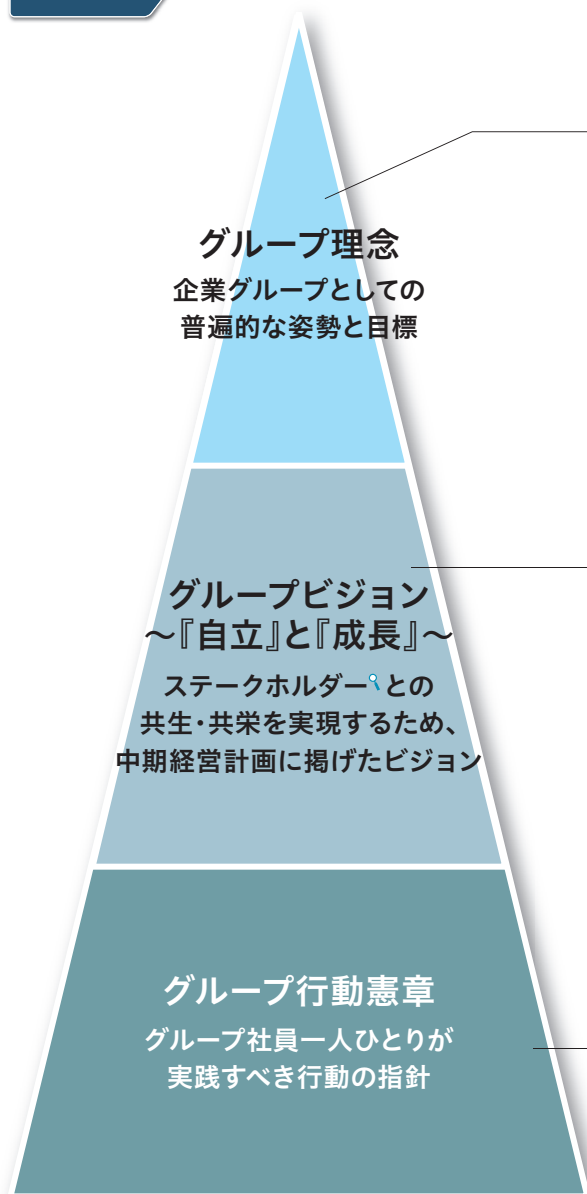 グループ理念
企業グループとしての
普遍的な姿勢と目標
グループビジョン
～『自立』と『成長』～
ステークホルダーとの
共生・共栄を実現するため、
中期経営計画に掲げたビジョン
グループ行動憲章
グループ社員一人ひとりが
実践すべき行動の指針